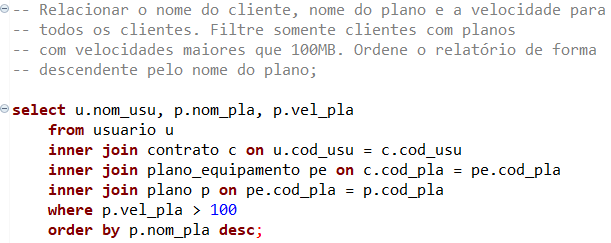 -- Relacionar o nome do cliente, nome do plano e a velocidade para
-- todos os clientes. Filtre somente clientes com planos
-- com velocidades maiores que 100MB. Ordene o relatório de forma
-- descendente pelo nome do plano;
select u.nom_usu, p.nom_pla, p.vel_pla
from usuario u
inner join contrato c on u.cod_usu = c.cod_usu
inner join plano_equipamento pe on c.cod_pla = pe.cod_pla
inner join plano p on pe.cod_pla = p.cod_pla
where p.vel_pla > 100
order by p.nom_pla desc;